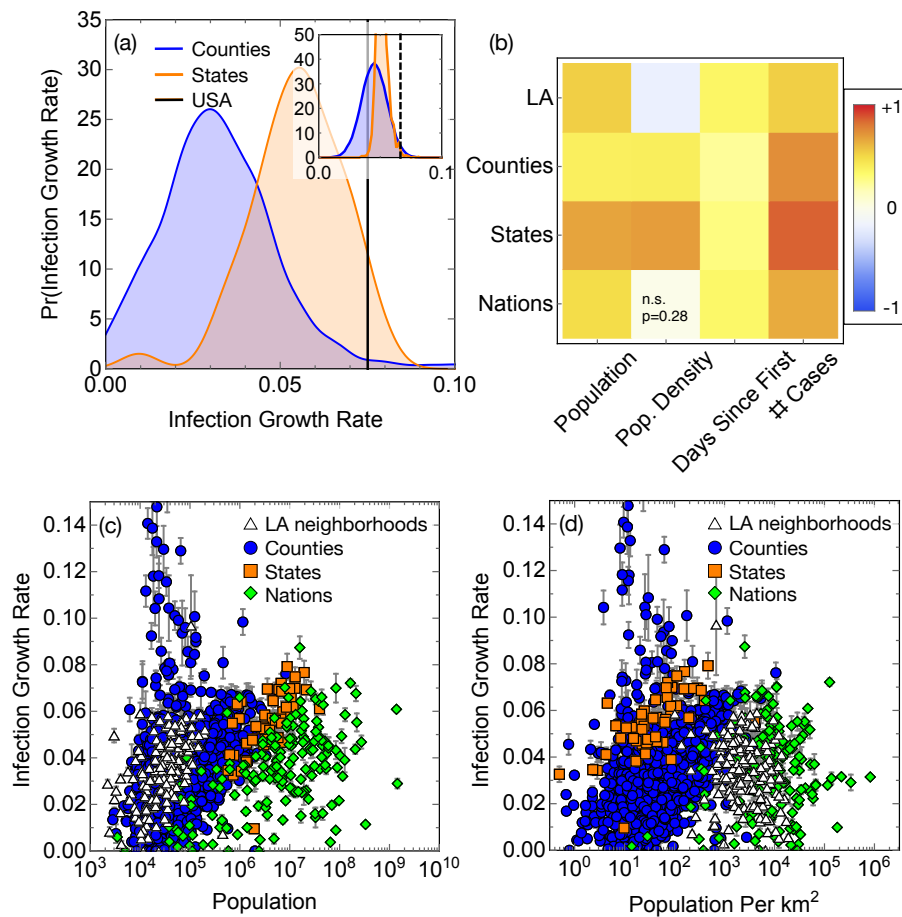 (a)
Counties
States
USA
35
30
25
20
15
10
5
0
0.00
0.05
0.10
Pr(Infection Growth Rate)
Infection Growth Rate
50
40
30
20
10
0
0.0
0.1
(b)
LA
Counties
States
Nations
n.s.
p=0.28
Population
Pop. Density
Days Since First
# Cases
+1
0
-1
(c)
LA neighborhoods
Counties
States
Nations
0.14
0.12
0.10
0.08
0.06
0.04
0.02
0.00
Infection Growth Rate
10³
10⁴
10⁵
10⁶
10⁷
10⁸
10⁹
10¹⁰
Population
(d)
LA neighborhoods
Counties
States
Nations
0.14
0.12
0.10
0.08
0.06
0.04
0.02
0.00
Infection Growth Rate
10⁰
10¹
10²
10³
10⁴
10⁵
10⁶
Population Per km²